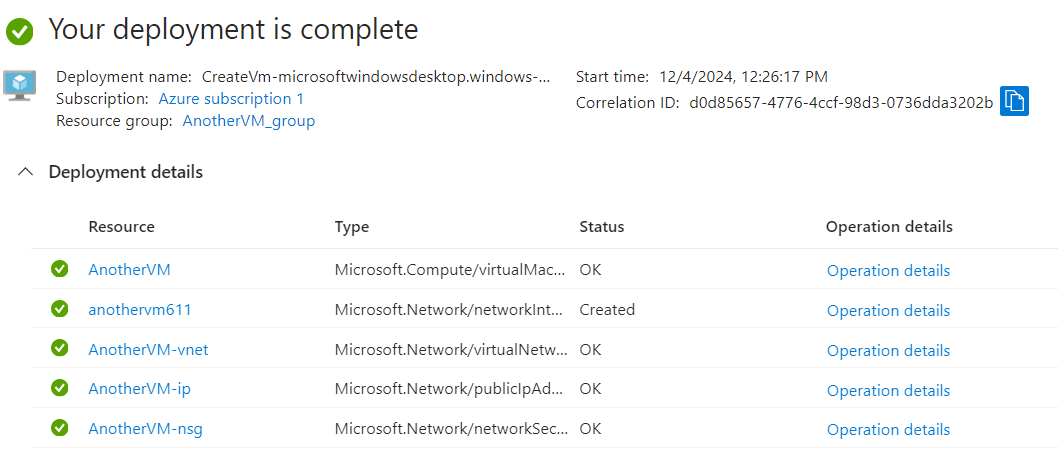 Your deployment is complete
Deployment name: CreateVm-microsoftwindowsdesktop.windows-... Start time: 12/4/2024, 12:26:17 PM
Subscription: Azure subscription 1 Correlation ID: d0d85657-4776-4ccf-98d3-0736dda3202b
Resource group: AnotherVM_group
Deployment details
Resource Type Status Operation details
AnotherVM Microsoft.Compute/virtualMac... OK Operation details
anothervm611 Microsoft.Network/networkInt... Created Operation details
AnotherVM-vnet Microsoft.Network/virtualNetw... OK Operation details
AnotherVM-ip Microsoft.Network/publicIpAd... OK Operation details
AnotherVM-nsg Microsoft.Network/networkSec... OK Operation details